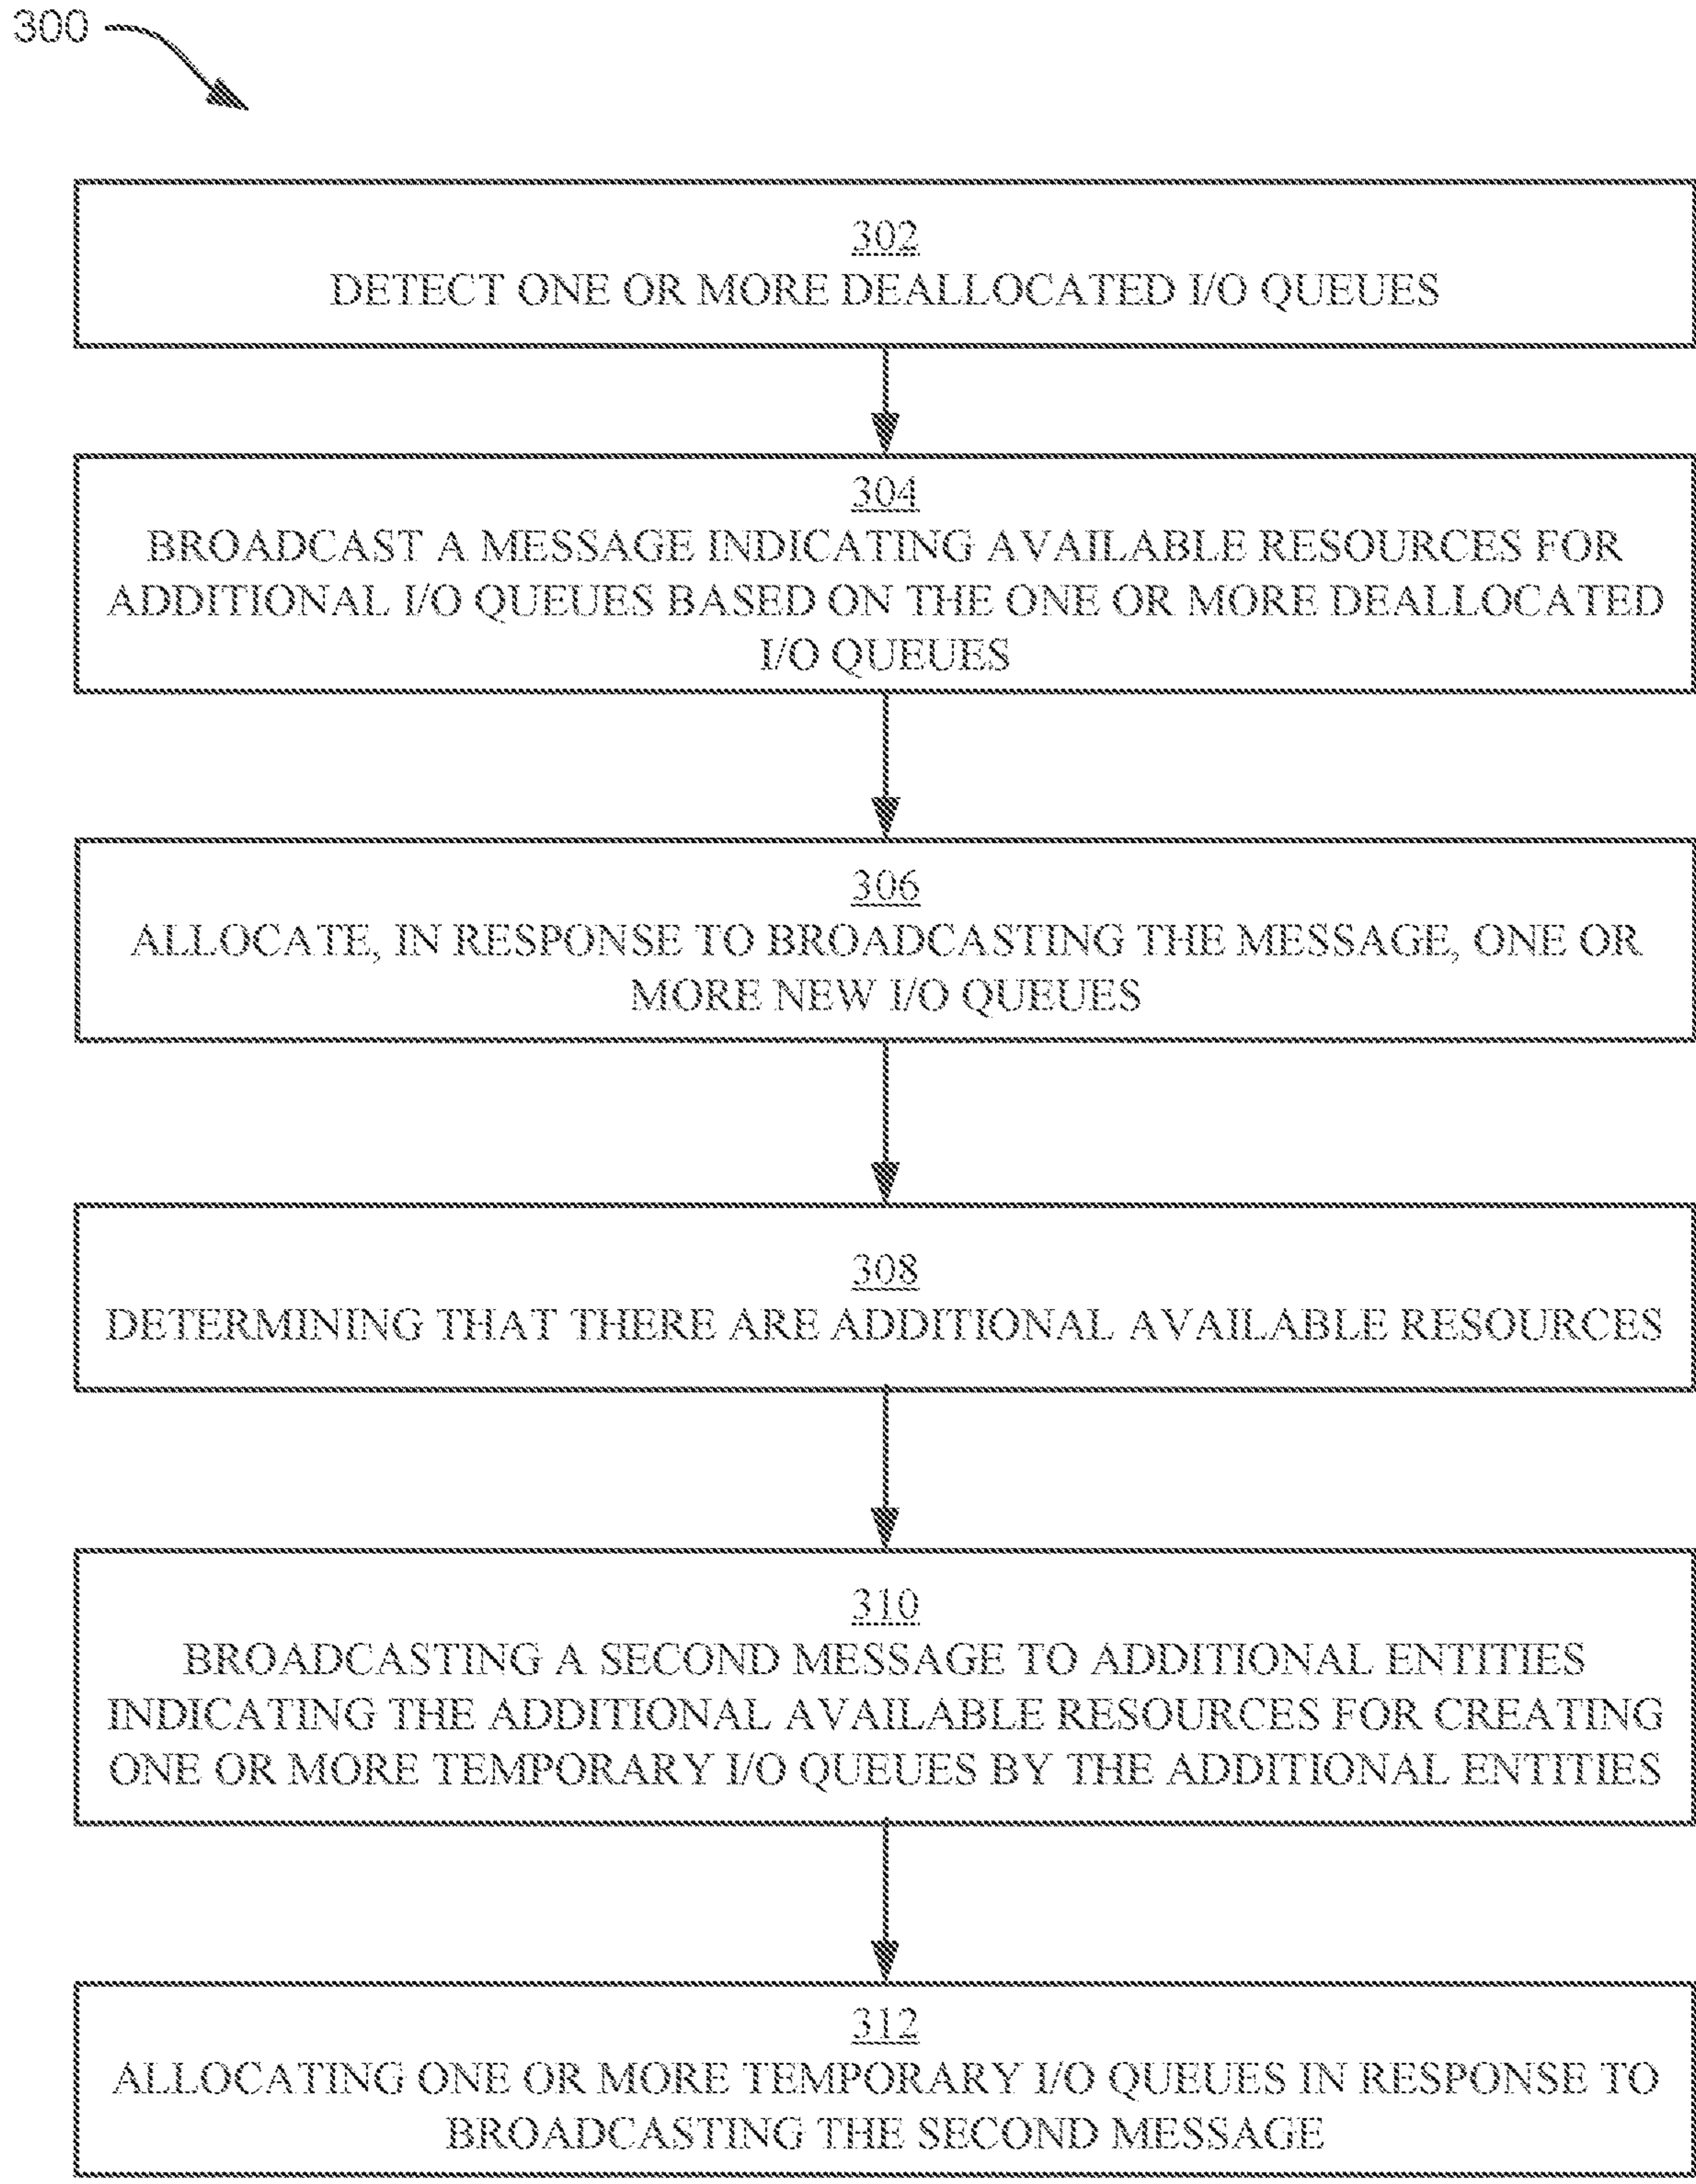 300
302
DETECT ONE OR MORE DEALLOCATED I/O QUEUES
304
BROADCAST A MESSAGE INDICATING AVAILABLE RESOURCES FOR
ADDITIONAL I/O QUEUES BASED ON THE ONE OR MORE DEALLOCATED
I/O QUEUES
306
ALLOCATE, IN RESPONSE TO BROADCASTING THE MESSAGE, ONE OR
MORE NEW I/O QUEUES
308
DETERMINING THAT THERE ARE ADDITIONAL AVAILABLE RESOURCES
310
BROADCASTING A SECOND MESSAGE TO ADDITIONAL ENTITIES
INDICATING THE ADDITIONAL AVAILABLE RESOURCES FOR CREATING
ONE OR MORE TEMPORARY I/O QUEUES BY THE ADDITIONAL ENTITIES
312
ALLOCATING ONE OR MORE TEMPORARY I/O QUEUES IN RESPONSE TO
BROADCASTING THE SECOND MESSAGE